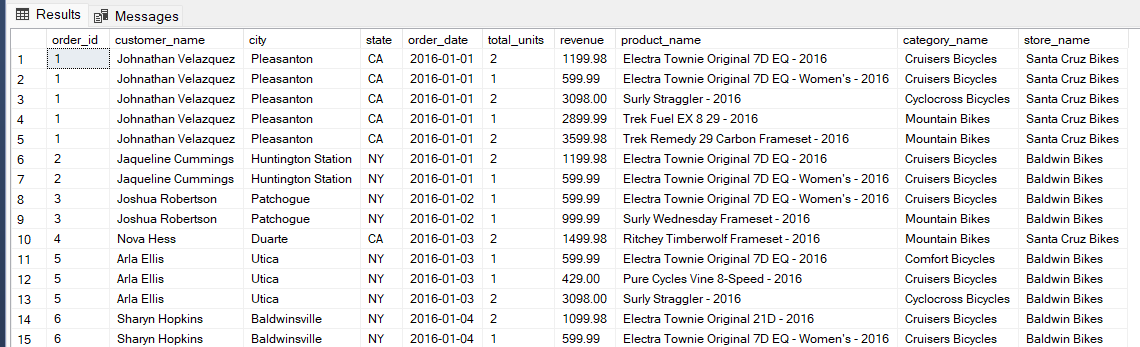 Results Messages
order_id customer_name city state order_date total_units revenue product_name category_name store_name
1 1 Johnathan Velazquez Pleasanton CA 2016-01-01 2 1199.98 Electra Townie Original 7D EQ - 2016 Cruisers Bicycles Santa Cruz Bikes
2 1 Johnathan Velazquez Pleasanton CA 2016-01-01 1 599.99 Electra Townie Original 7D EQ - Women's - 2016 Cruisers Bicycles Santa Cruz Bikes
3 1 Johnathan Velazquez Pleasanton CA 2016-01-01 2 3098.00 Surly Straggler - 2016 Cyclocross Bicycles Santa Cruz Bikes
4 1 Johnathan Velazquez Pleasanton CA 2016-01-01 1 2899.99 Trek Fuel EX 8 29 - 2016 Mountain Bikes Santa Cruz Bikes
5 1 Johnathan Velazquez Pleasanton CA 2016-01-01 2 3599.98 Trek Remedy 29 Carbon Frameset - 2016 Mountain Bikes Santa Cruz Bikes
6 2 Jaqueline Cummings Huntington Station NY 2016-01-01 2 1199.98 Electra Townie Original 7D EQ - 2016 Cruisers Bicycles Baldwin Bikes
7 2 Jaqueline Cummings Huntington Station NY 2016-01-01 1 599.99 Electra Townie Original 7D EQ - Women's - 2016 Cruisers Bicycles Baldwin Bikes
8 3 Joshua Robertson Patchogue NY 2016-01-02 1 599.99 Electra Townie Original 7D EQ - Women's - 2016 Cruisers Bicycles Baldwin Bikes
9 3 Joshua Robertson Patchogue NY 2016-01-02 1 999.99 Surly Wednesday Frameset - 2016 Mountain Bikes Baldwin Bikes
10 4 Nova Hess Duarte CA 2016-01-03 2 1499.98 Ritchey Timberwolf Frameset - 2016 Mountain Bikes Santa Cruz Bikes
11 5 Arla Ellis Utica NY 2016-01-03 1 599.99 Electra Townie Original 7D EQ - 2016 Comfort Bicycles Baldwin Bikes
12 5 Arla Ellis Utica NY 2016-01-03 1 429.00 Pure Cycles Vine 8-Speed - 2016 Cruisers Bicycles Baldwin Bikes
13 5 Arla Ellis Utica NY 2016-01-03 2 3098.00 Surly Straggler - 2016 Cyclocross Bicycles Baldwin Bikes
14 6 Sharyn Hopkins Baldwinsville NY 2016-01-04 2 1099.98 Electra Townie Original 21D - 2016 Cruisers Bicycles Baldwin Bikes
15 6 Sharyn Hopkins Baldwinsville NY 2016-01-04 1 599.99 Electra Townie Original 7D EQ - Women's - 2016 Cruisers Bicycles Baldwin Bikes